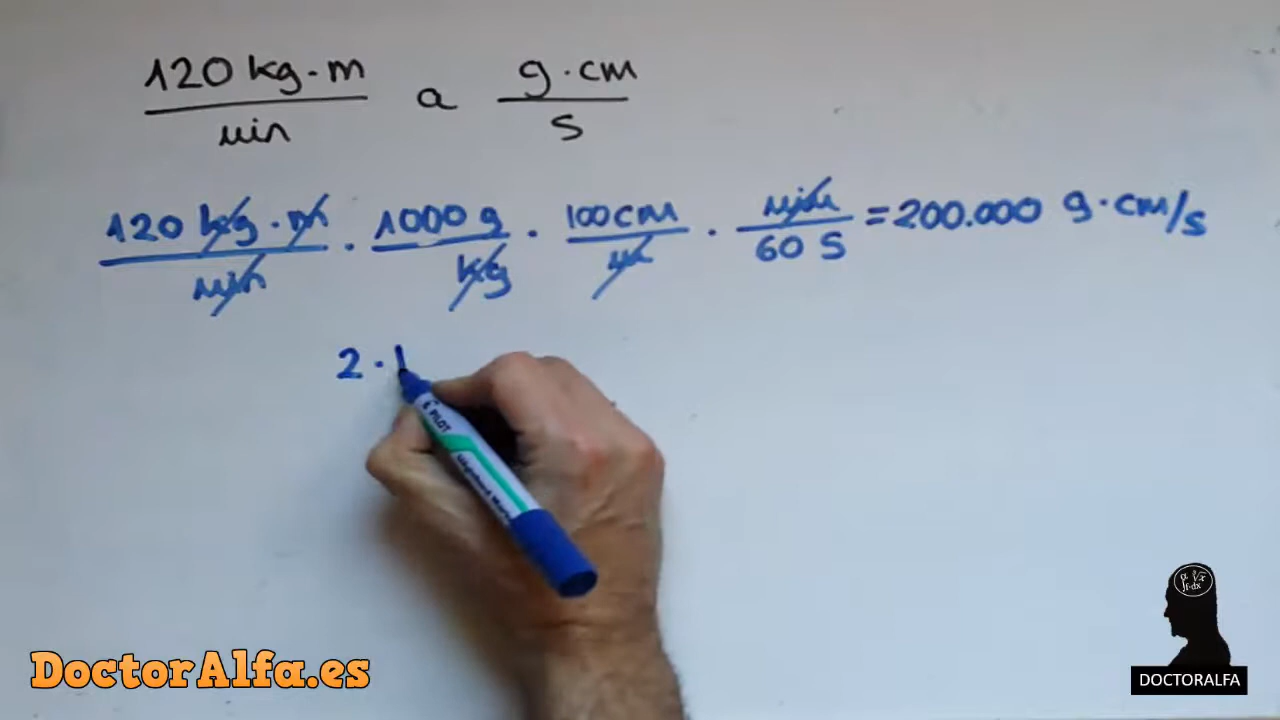 120 kg·m / min a g·cm / s
120 kg·m / min · 1000 g / kg · 100 cm / m · min / 60 s = 200.000 g·cm/s
2 · 1
PILOT
DoctorAlfa.es
DOCTORALFA